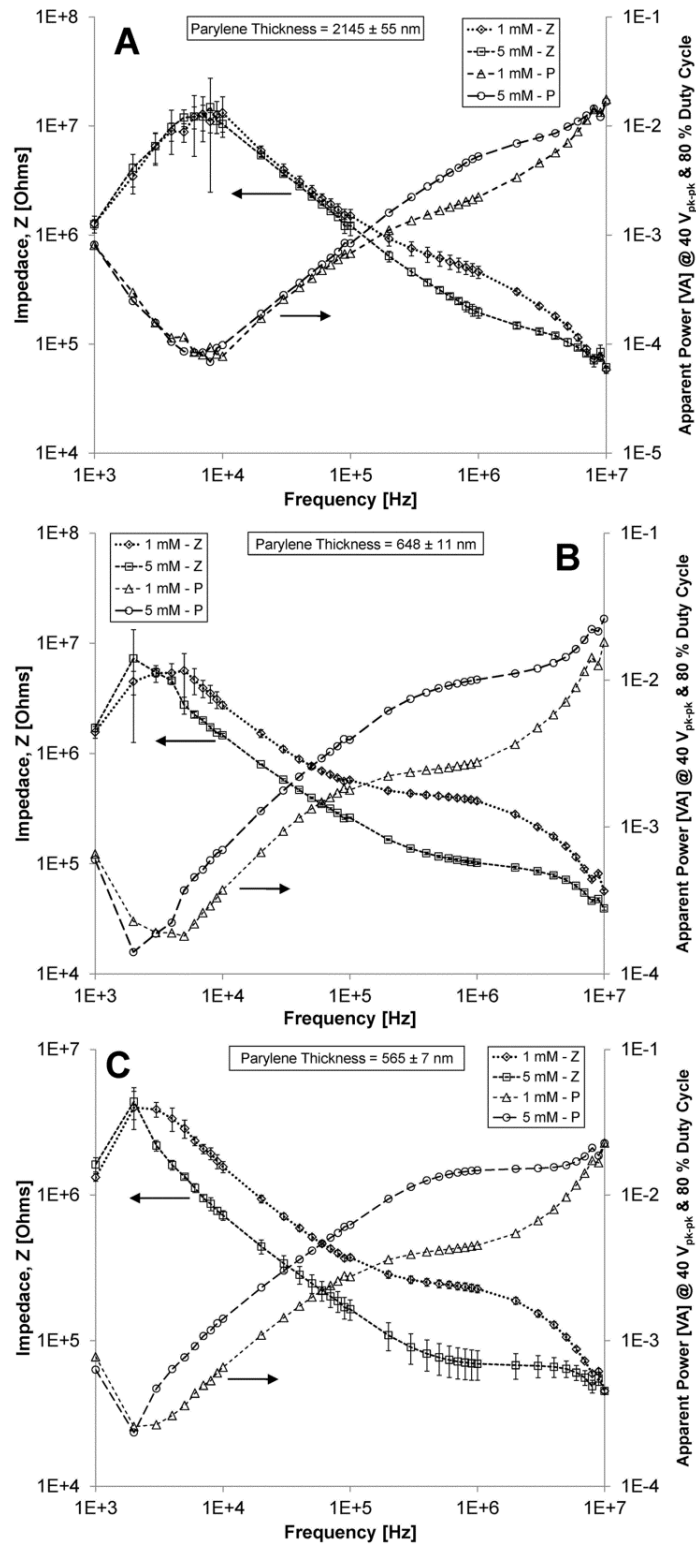 A
Parylene Thickness = 2145 ± 55 nm
1 mM - Z
5 mM - Z
1 mM - P
5 mM - P
1E+8
1E+7
1E+6
1E+5
1E+4
Impedace, Z [Ohms]
1E-1
1E-2
1E-3
1E-4
1E-5
Apparent Power [VA] @ 40 Vpk-pk & 80 % Duty Cycle
1E+3
1E+4
1E+5
1E+6
1E+7
Frequency [Hz]
1 mM - Z
5 mM - Z
1 mM - P
5 mM - P
Parylene Thickness = 648 ± 11 nm
B
1E+8
1E+7
1E+6
1E+5
1E+4
Impedace, Z [Ohms]
1E-1
1E-2
1E-3
1E-4
Apparent Power [VA] @ 40 Vpk-pk & 80 % Duty Cycle
1E+3
1E+4
1E+5
1E+6
1E+7
Frequency [Hz]
C
Parylene Thickness = 565 ± 7 nm
1 mM - Z
5 mM - Z
1 mM - P
5 mM - P
1E+7
1E+6
1E+5
1E+4
Impedace, Z [Ohms]
1E-1
1E-2
1E-3
1E-4
Apparent Power [VA] @ 40 Vpk-pk & 80 % Duty Cycle
1E+3
1E+4
1E+5
1E+6
1E+7
Frequency [Hz]